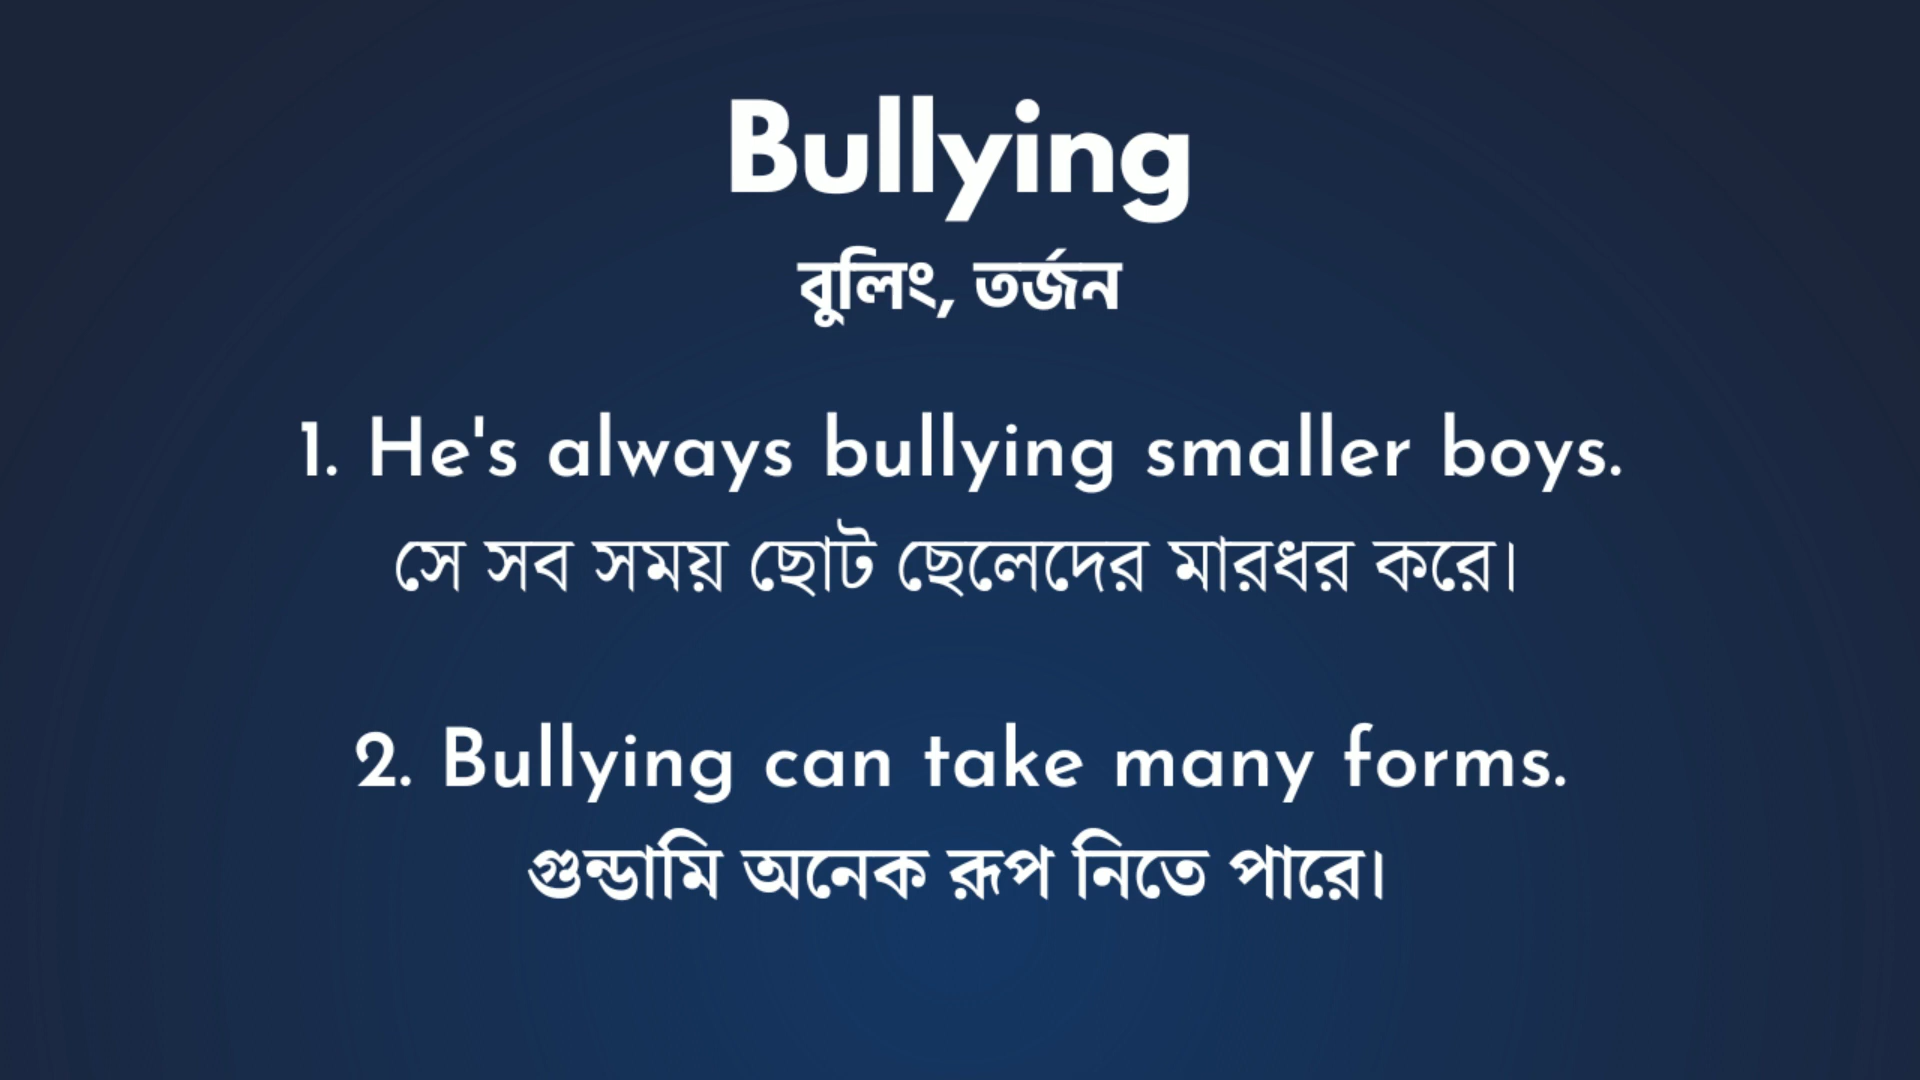 Bullying
বুলিং, তর্জন
1. He's always bullying smaller boys.
সে সব সময় ছোট ছেলেদের মারধর করে।
2. Bullying can take many forms.
গুন্ডামি অনেক রূপ নিতে পারে।